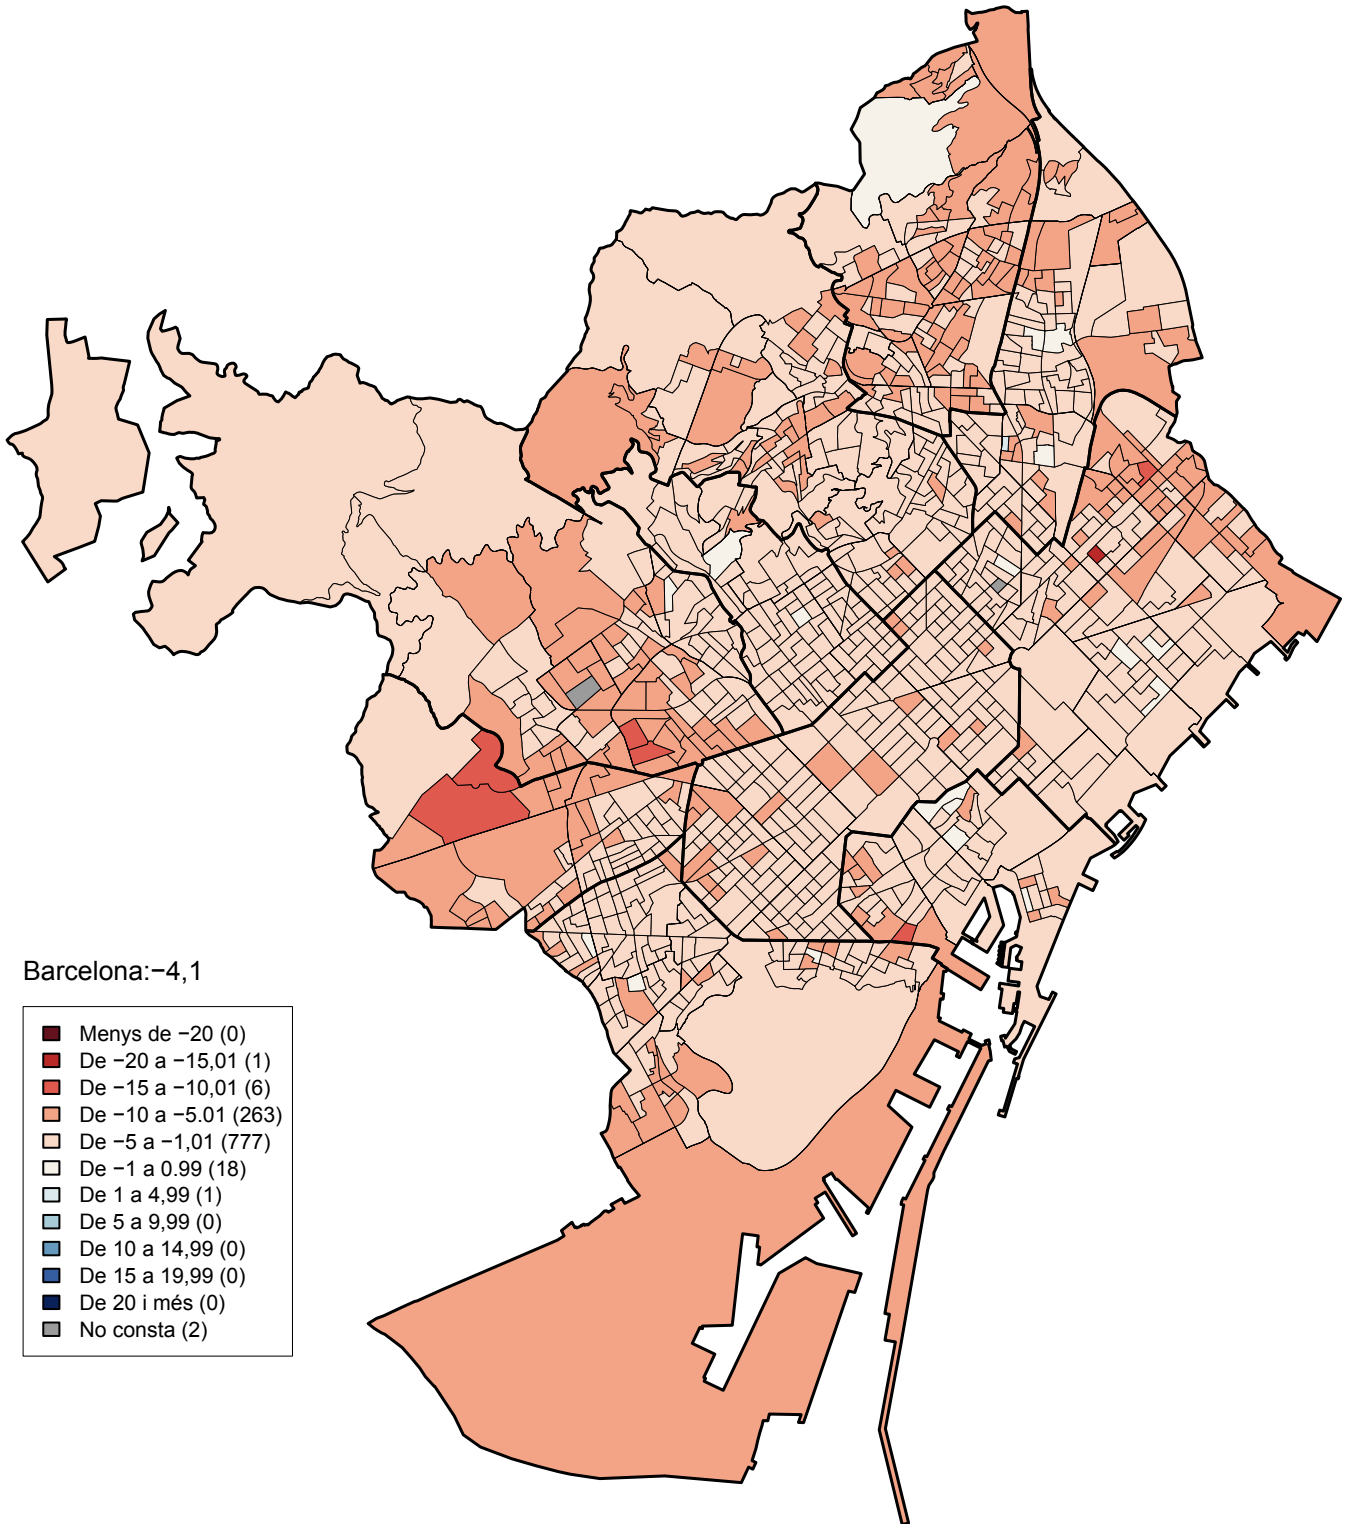 Barcelona:−4,1
Menys de −20 (0)
De −20 a −15,01 (1)
De −15 a −10,01 (6)
De −10 a −5.01 (263)
De −5 a −1,01 (777)
De −1 a 0.99 (18)
De 1 a 4,99 (1)
De 5 a 9,99 (0)
De 10 a 14,99 (0)
De 15 a 19,99 (0)
De 20 i més (0)
No consta (2)